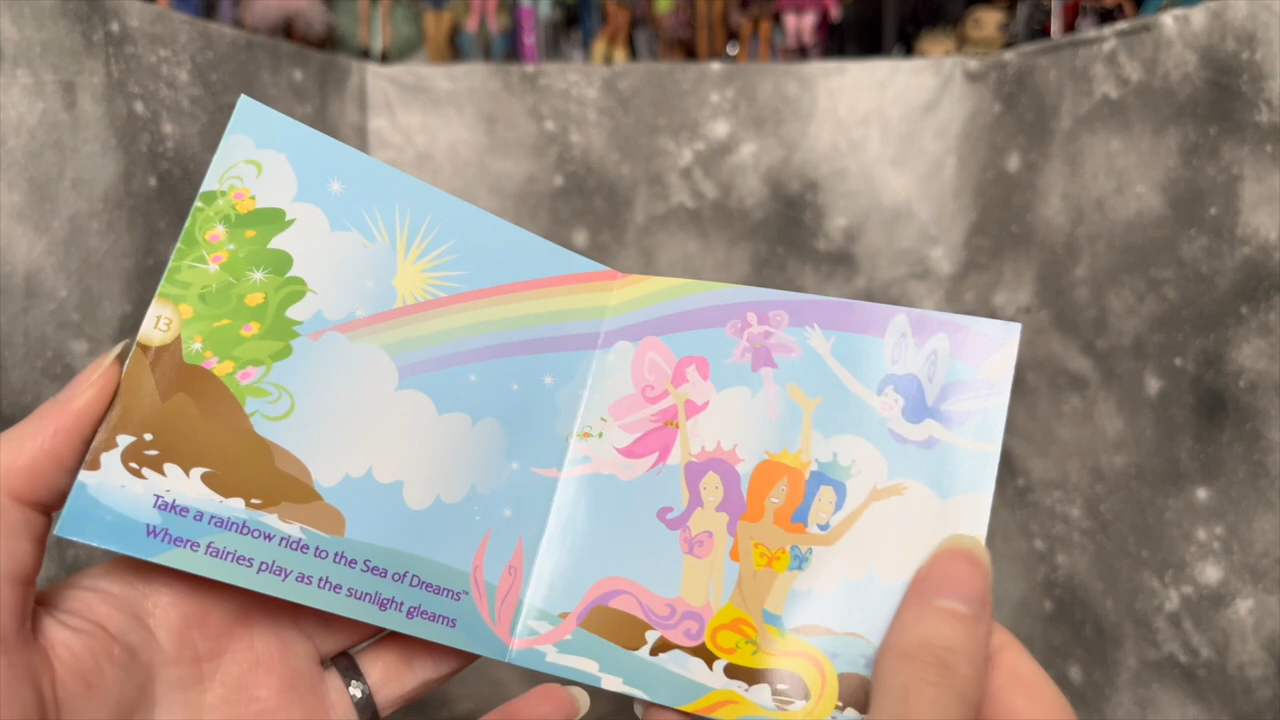 13
Take a rainbow ride to the Sea of Dreams™
Where fairies play as the sunlight gleams